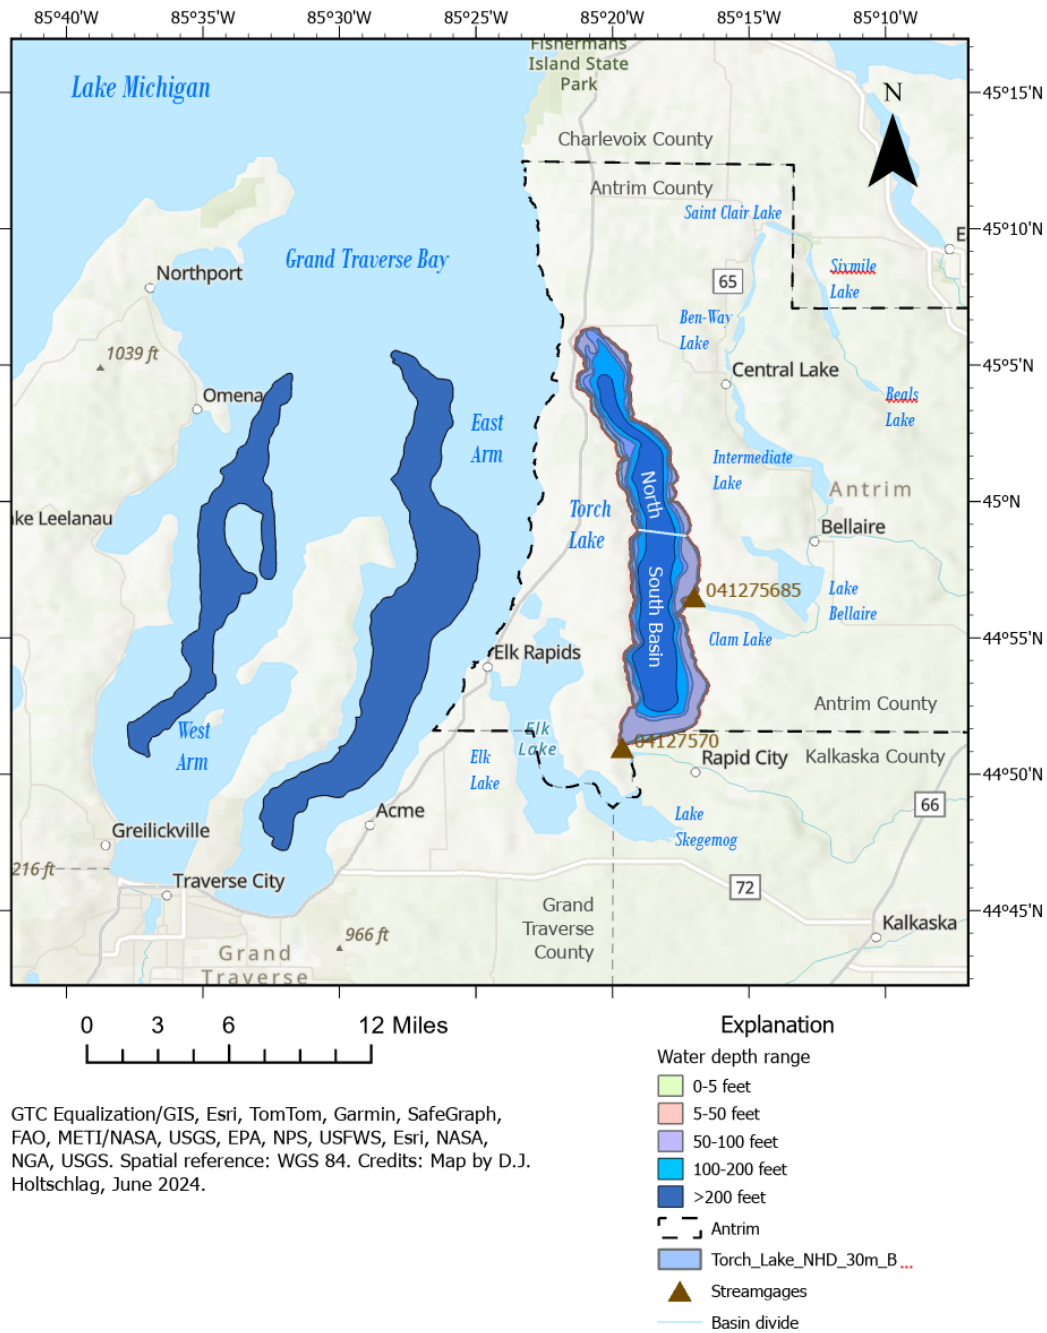 85°40'W 85°35'W 85°30'W 85°25'W 85°20'W 85°15'W 85°10'W
Fishermans
Island State
Park
Lake Michigan
45°15'N
N
Charlevoix County
Antrim County
Saint Clair Lake
45°10'N
E
Grand Traverse Bay
Sixmile
Lake
Northport
65
Ben-Way
Lake
1039 ft
45°5'N
Central Lake
Omena
Beals
Lake
East
Arm
Intermediate
Lake
North
Antrim
45°N
Torch
Lake
ke Leelanau
Bellaire
South Basin
041275685
Lake
Bellaire
Clam Lake
44°55'N
Elk Rapids
Antrim County
West
Arm
Elk
Lake
04127570
Kalkaska County
Rapid City
Elk
Lake
44°50'N
66
Acme
Lake
Skegemog
Greilickville
216 ft
Traverse City
72
Grand
Traverse
County
44°45'N
Kalkaska
966 ft
Grand
Traverse
0 3 6 12 Miles
GTC Equalization/GIS, Esri, TomTom, Garmin, SafeGraph,
FAO, METI/NASA, USGS, EPA, NPS, USFWS, Esri, NASA,
NGA, USGS. Spatial reference: WGS 84. Credits: Map by D.J.
Holtschlag, June 2024.
Explanation
Water depth range
0-5 feet
5-50 feet
50-100 feet
100-200 feet
>200 feet
Antrim
Torch_Lake_NHD_30m_B...
Streamgages
Basin divide